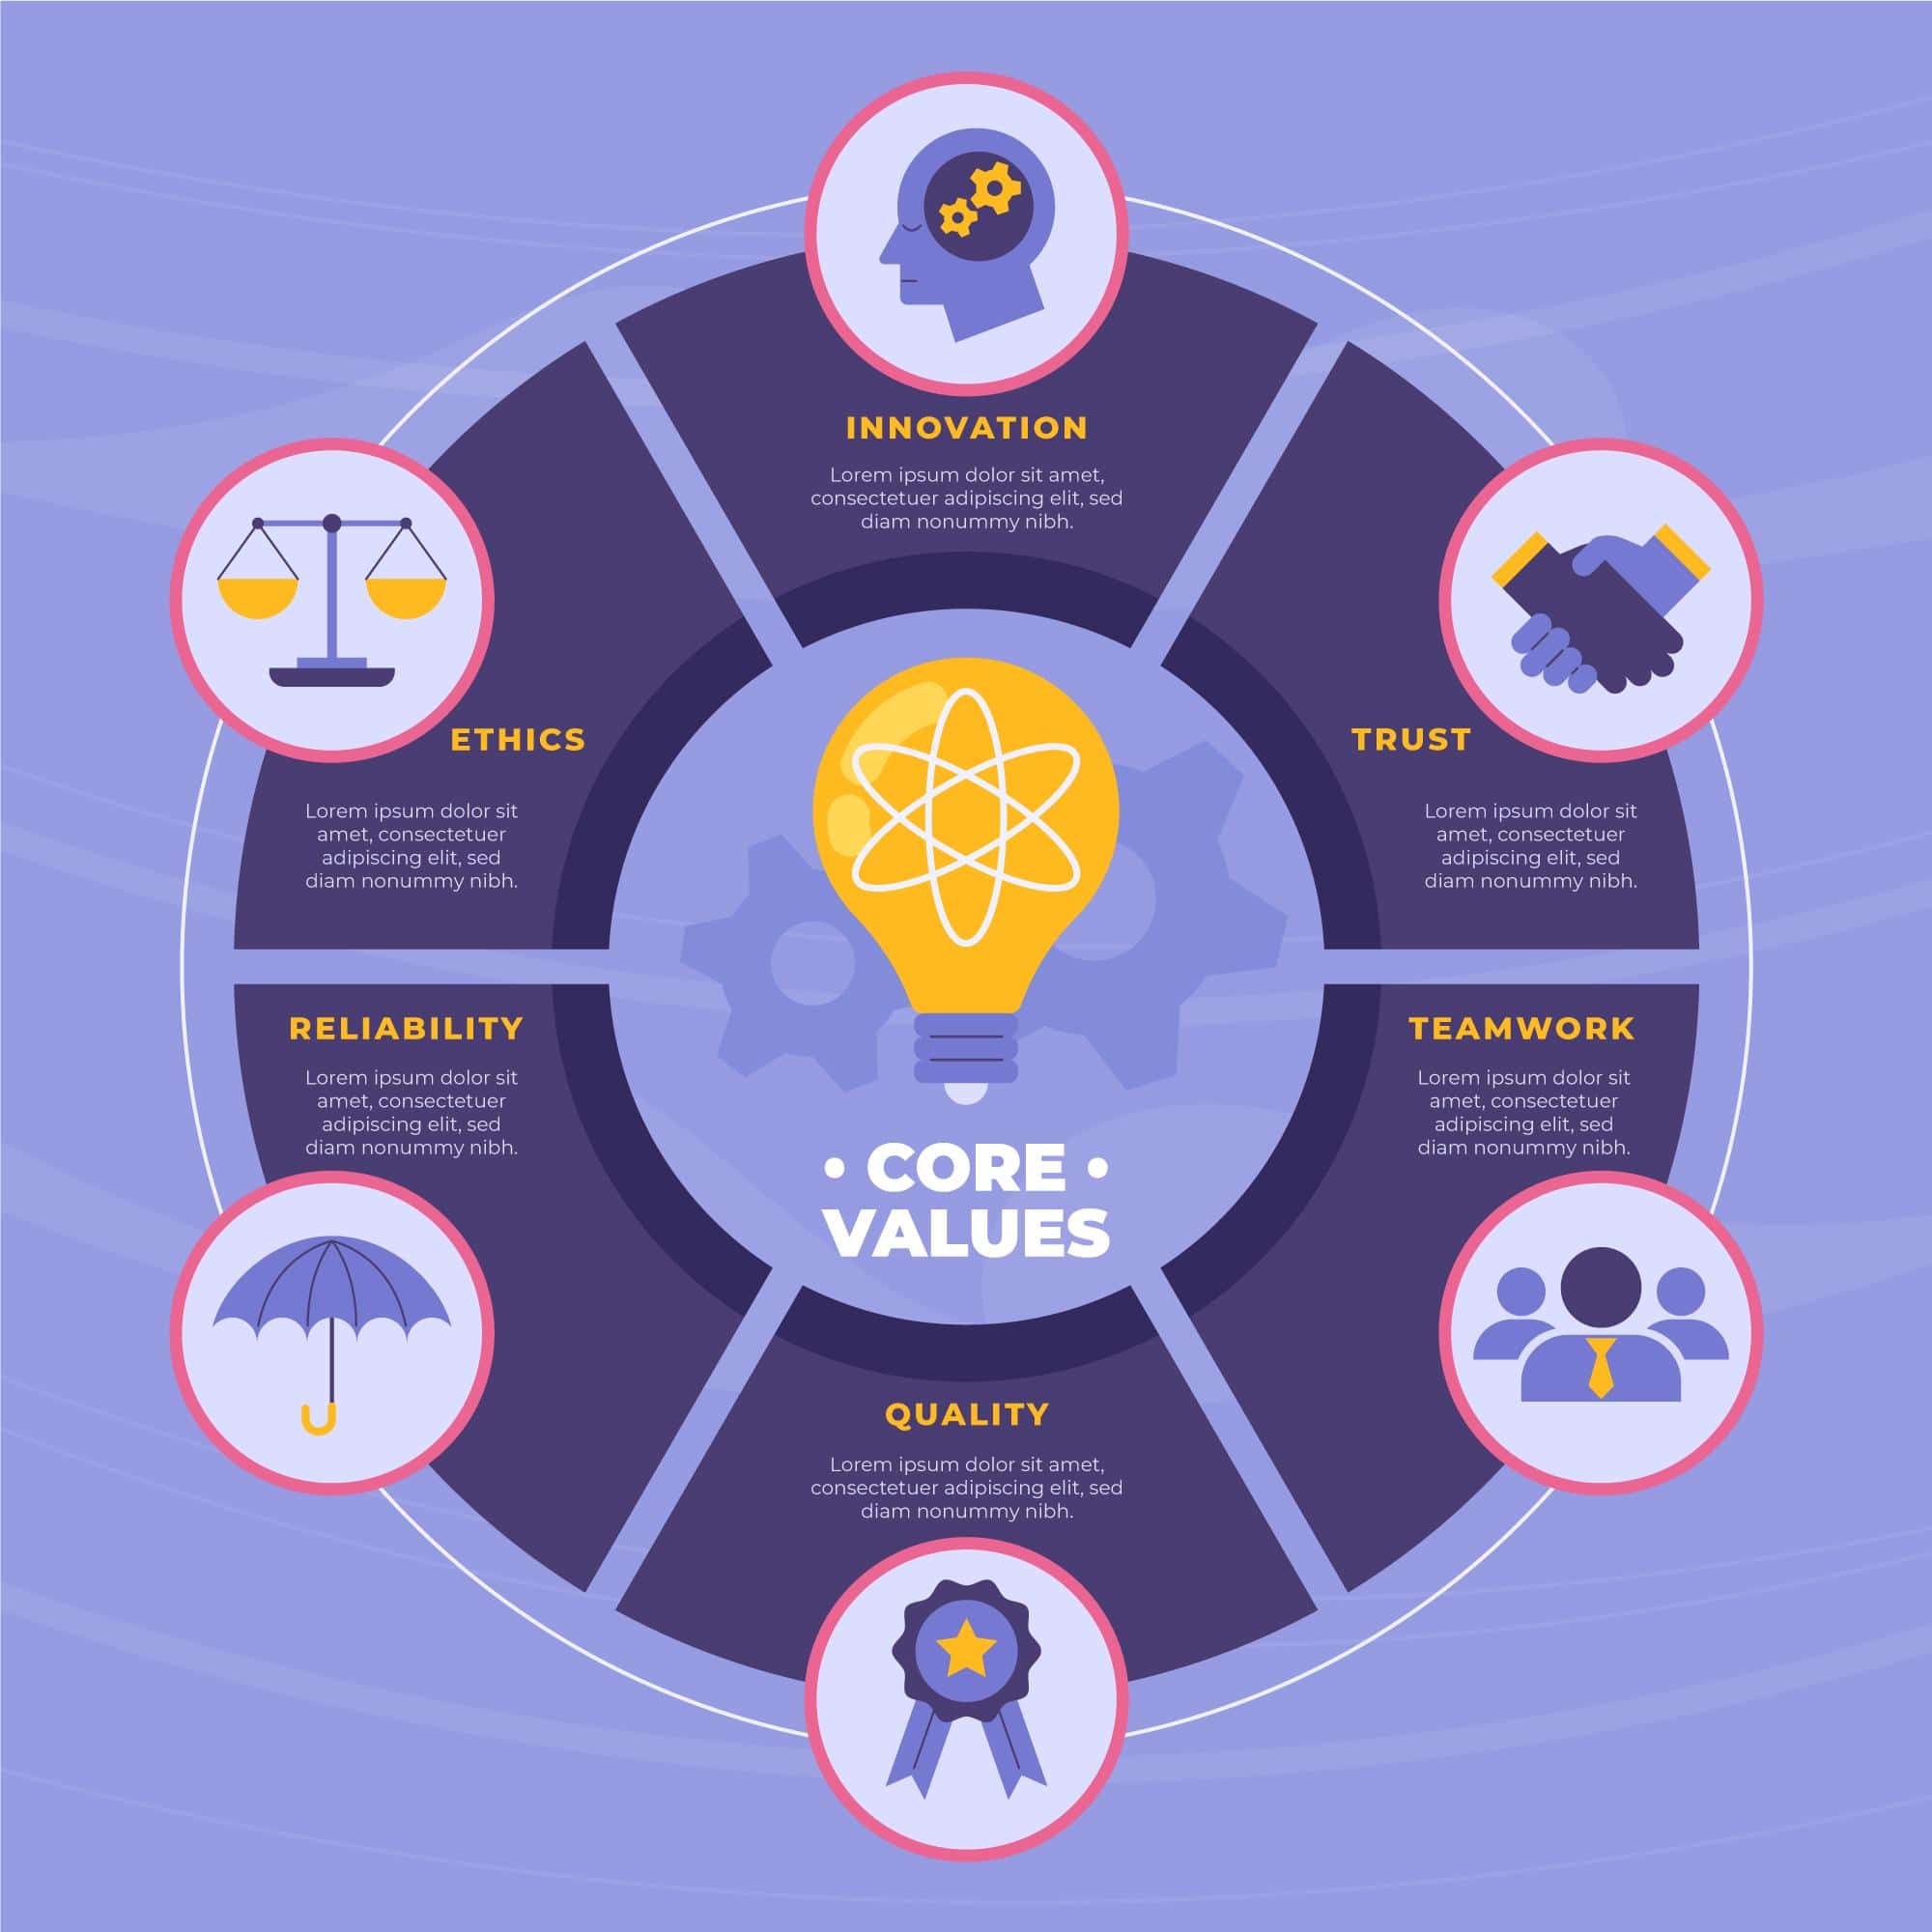 INNOVATION
Lorem ipsum dolor sit amet,
consectetuer adipiscing elit, sed
diam nonummy nibh.
ETHICS
Lorem ipsum dolor sit
amet, consectetuer
adipiscing elit, sed
diam nonummy nibh.
TRUST
Lorem ipsum dolor sit
amet, consectetuer
adipiscing elit, sed
diam nonummy nibh.
RELIABILITY
Lorem ipsum dolor sit
amet, consectetuer
adipiscing elit, sed
diam nonummy nibh.
TEAMWORK
Lorem ipsum dolor sit
amet, consectetuer
adipiscing elit, sed
diam nonummy nibh.
• CORE •
VALUES
QUALITY
Lorem ipsum dolor sit amet,
consectetuer adipiscing elit, sed
diam nonummy nibh.